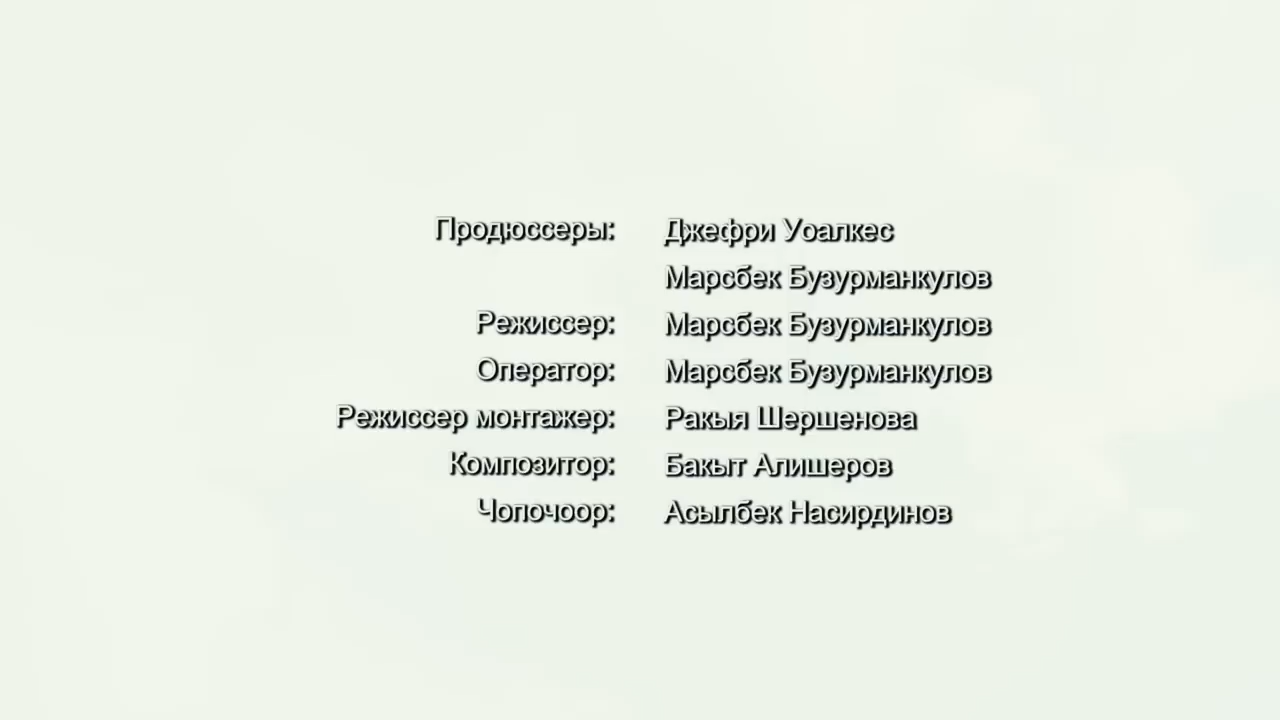 Продюссеры: Джефри Уоалкес
Марсбек Бузурманкулов
Режиссер: Марсбек Бузурманкулов
Оператор: Марсбек Бузурманкулов
Режиссер монтажер: Ракыя Шершенова
Композитор: Бакыт Алишеров
Чопочоор: Асылбек Насирдинов